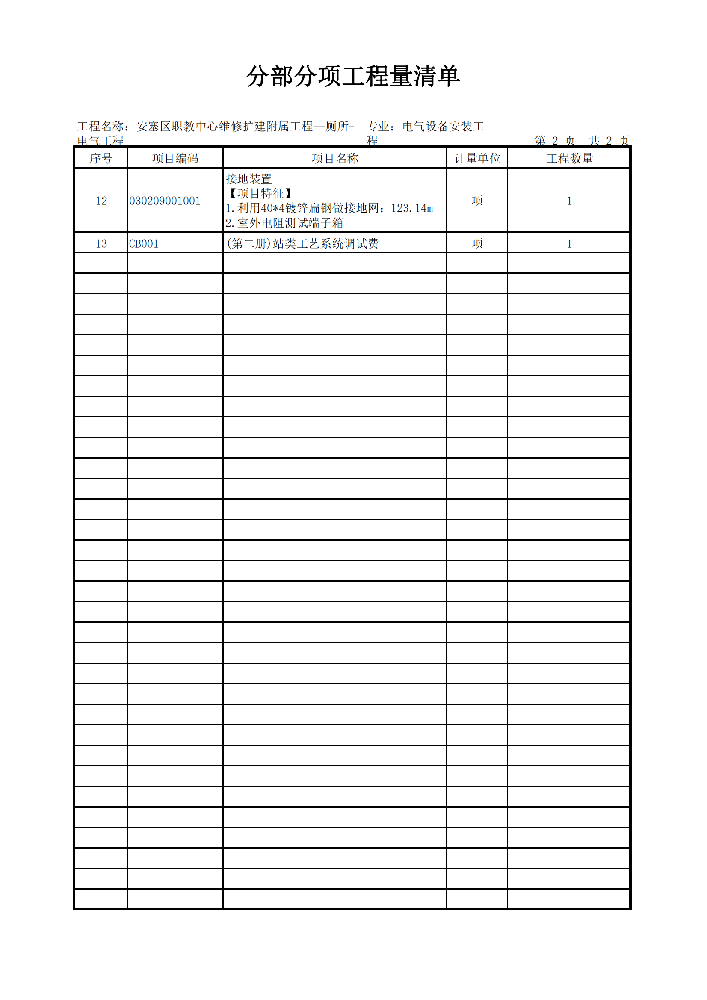 分部分项工程量清单
工程名称：安塞区职教中心维修扩建附属工程--厕所-
电气工程
专业：电气设备安装工
程
第 2 页 共 2 页
序号 项目编码 项目名称 计量单位 工程数量
12 030209001001 接地装置
【项目特征】
1.利用40*4镀锌扁钢做接地网：123.14m
2.室外电阻测试端子箱 项 1
13 CB001 (第二册)站类工艺系统调试费 项 1